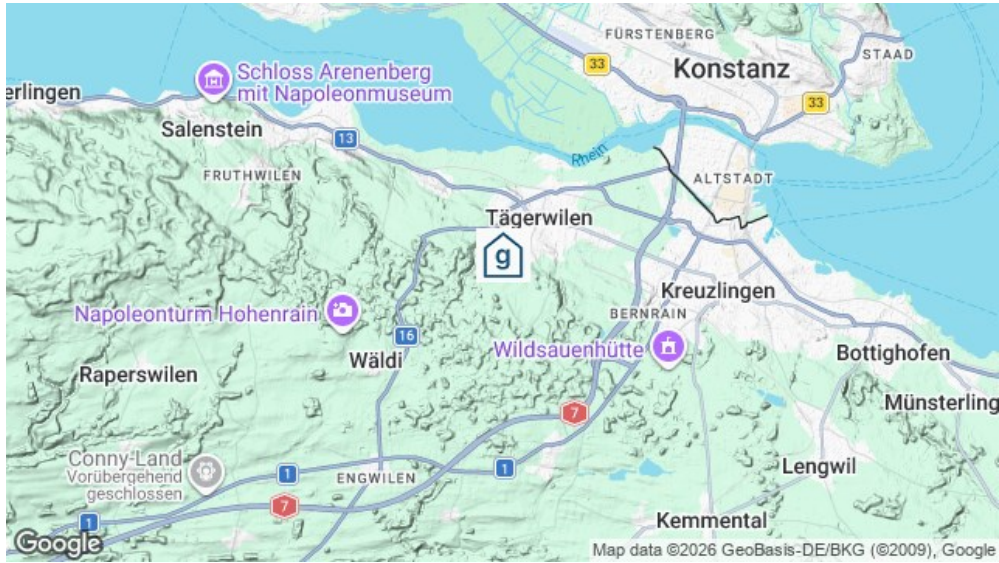 FÜRSTENBERG
STAAD
33
Konstanz
Schloss Arenenberg
mit Napoleonmuseum
erlingen
33
Salenstein
13
Rhein
FRUTHWILEN
ALTSTADT
Tägerwilen
g
Kreuzlingen
Napoleonturm Hohenrain
BERNRAIN
16
Wildsauenhütte
Wäldi
Bottighofen
Raperswilen
Münsterling
7
Conny-Land
Vorübergehend
geschlossen
1
1
Lengwil
ENGWILEN
7
1
Kemmental
Google
Map data ©2026 GeoBasis-DE/BKG (©2009), Google